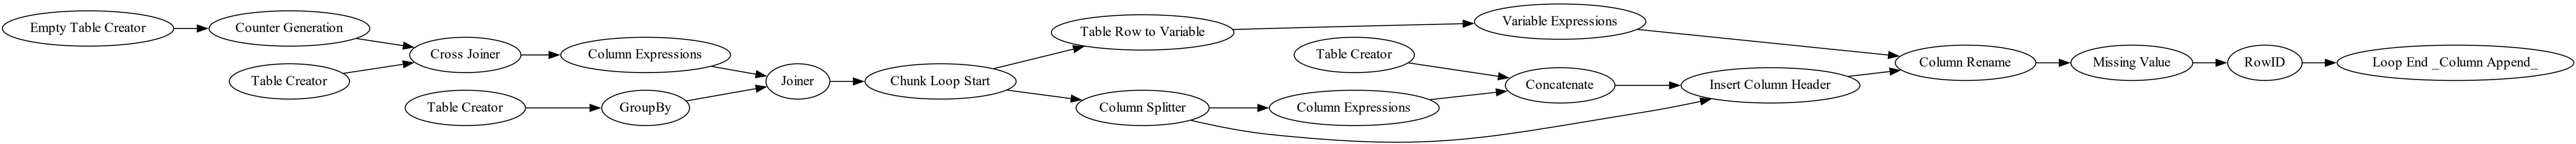 Empty Table Creator
Counter Generation
Table Creator
Cross Joiner
Column Expressions
Table Creator
GroupBy
Joiner
Chunk Loop Start
Table Row to Variable
Variable Expressions
Table Creator
Column Splitter
Column Expressions
Concatenate
Insert Column Header
Column Rename
Missing Value
RowID
Loop End _Column Append_